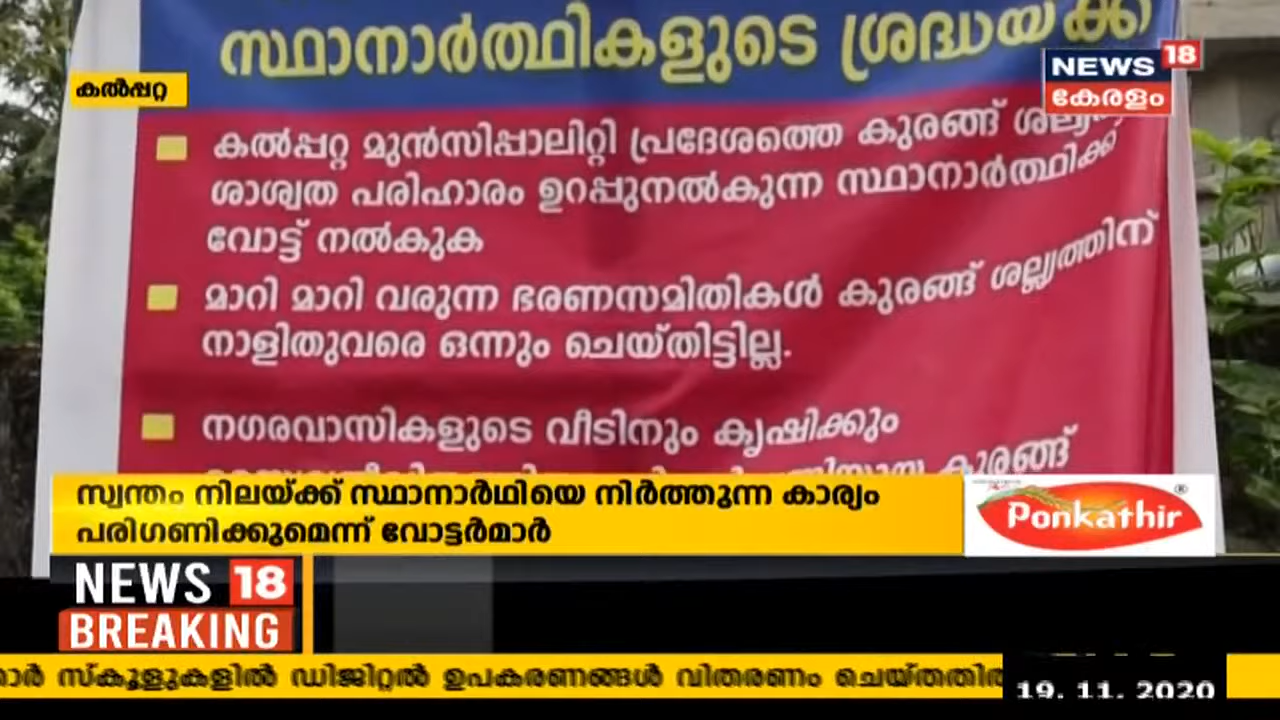 സ്ഥാനാർത്ഥികളുടെ ശ്രദ്ധയ്ക്ക്
NEWS 18
കേരളം
കൽപ്പറ്റ
കൽപ്പറ്റ മുൻസിപ്പാലിറ്റി പ്രദേശത്തെ കുരങ്ങ്
ശാശ്വത പരിഹാരം ഉറപ്പുനൽകുന്ന സ്ഥാനാർത്ഥിക്ക്
വോട്ട് നൽകുക
മാറി മാറി വരുന്ന ഭരണസമിതികൾ കുരങ്ങ് ശല്ല്യത്തിന്
നാളിതുവരെ ഒന്നും ചെയ്തിട്ടില്ല.
നഗരവാസികളുടെ വീടിനും കൃഷിക്കും
കുരങ്ങ്
സ്വന്തം നിലയ്ക്ക് സ്ഥാനാർഥിയെ നിർത്തുന്ന കാര്യം
പരിഗണിക്കുമെന്ന് വോട്ടർമാർ
Ponkathir ®
NEWS 18
BREAKING
സ്കൂളുകളിൽ ഡിജിറ്റൽ ഉപകരണങ്ങൾ വിതരണം
19. 11. 2020